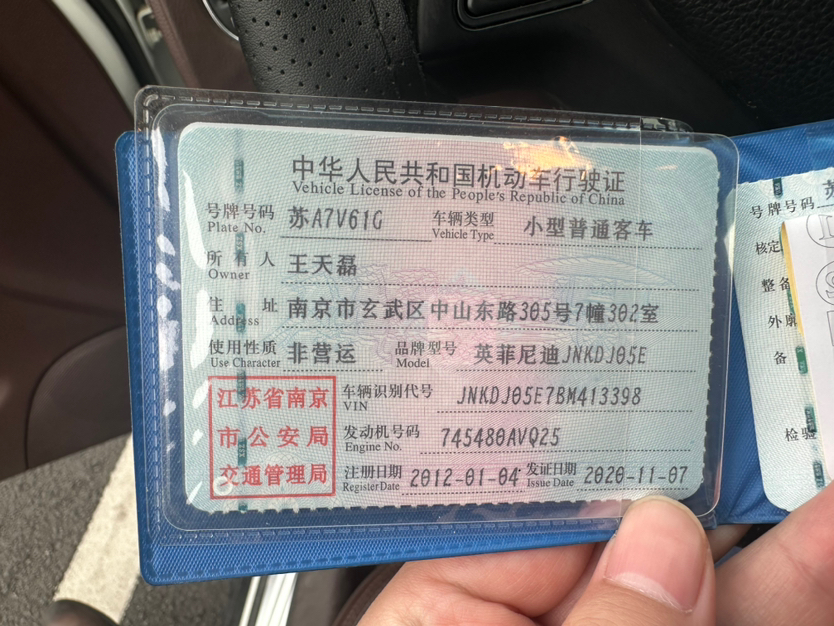 中华人民共和国机动车行驶证
Vehicle License of the People's Republic of China
号牌号码 苏A7V61G 车辆类型 小型普通客车
Plate No. Vehicle Type
所有人 王天磊
Owner
住址 南京市玄武区中山东路305号7幢302室
Address
使用性质 非营运 品牌型号 英菲尼迪JNKDJ05E
Use Character Model
江苏省南京
市公安局
交通管理局
车辆识别代号 JNKDJ05E7BM413398
VIN
发动机号码 745480AVQ25
Engine No.
注册日期 2012-01-04 发证日期 2020-11-07
Register Date Issue Date
号牌号码
核定
整备
外廓
备
检验